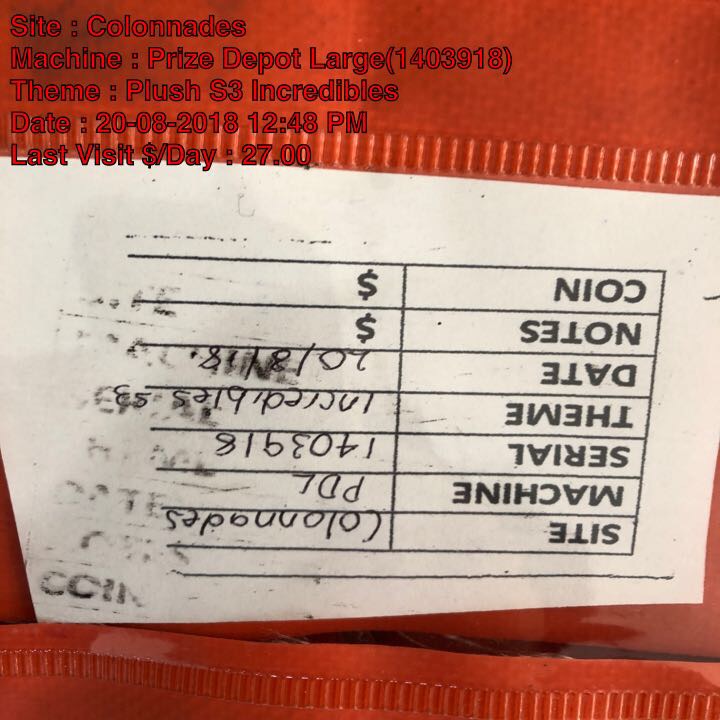 Site : Colonnades
Machine : Prize Depot Large(1403918)
Theme : Plush S3 Incredibles
Date : 20-08-2018 12:48 PM
Last Visit $/Day : 27.00
SITE Colonnades
MACHINE PDL
SERIAL 1403918
THEME Incredibles S3
DATE 20/8/18
NOTES $
COIN $
COIN
DATE